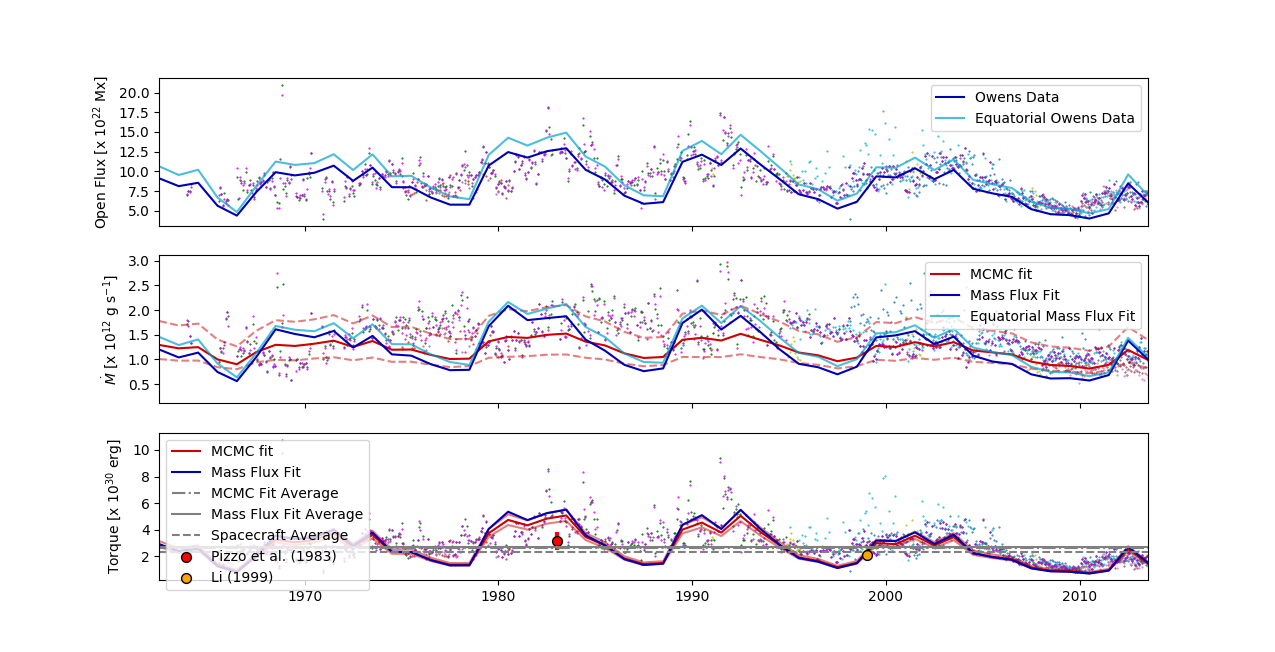 20.0
17.5
15.0
12.5
10.0
7.5
5.0
Open Flux [x 10²² Mx]
Owens Data
Equatorial Owens Data
3.0
2.5
2.0
1.5
1.0
0.5
Ṁ [x 10¹² g s⁻¹]
MCMC fit
Mass Flux Fit
Equatorial Mass Flux Fit
10
8
6
4
2
Torque [x 10³⁰ erg]
MCMC fit
Mass Flux Fit
MCMC Fit Average
Mass Flux Fit Average
Spacecraft Average
Pizzo et al. (1983)
Li (1999)
1970
1980
1990
2000
2010